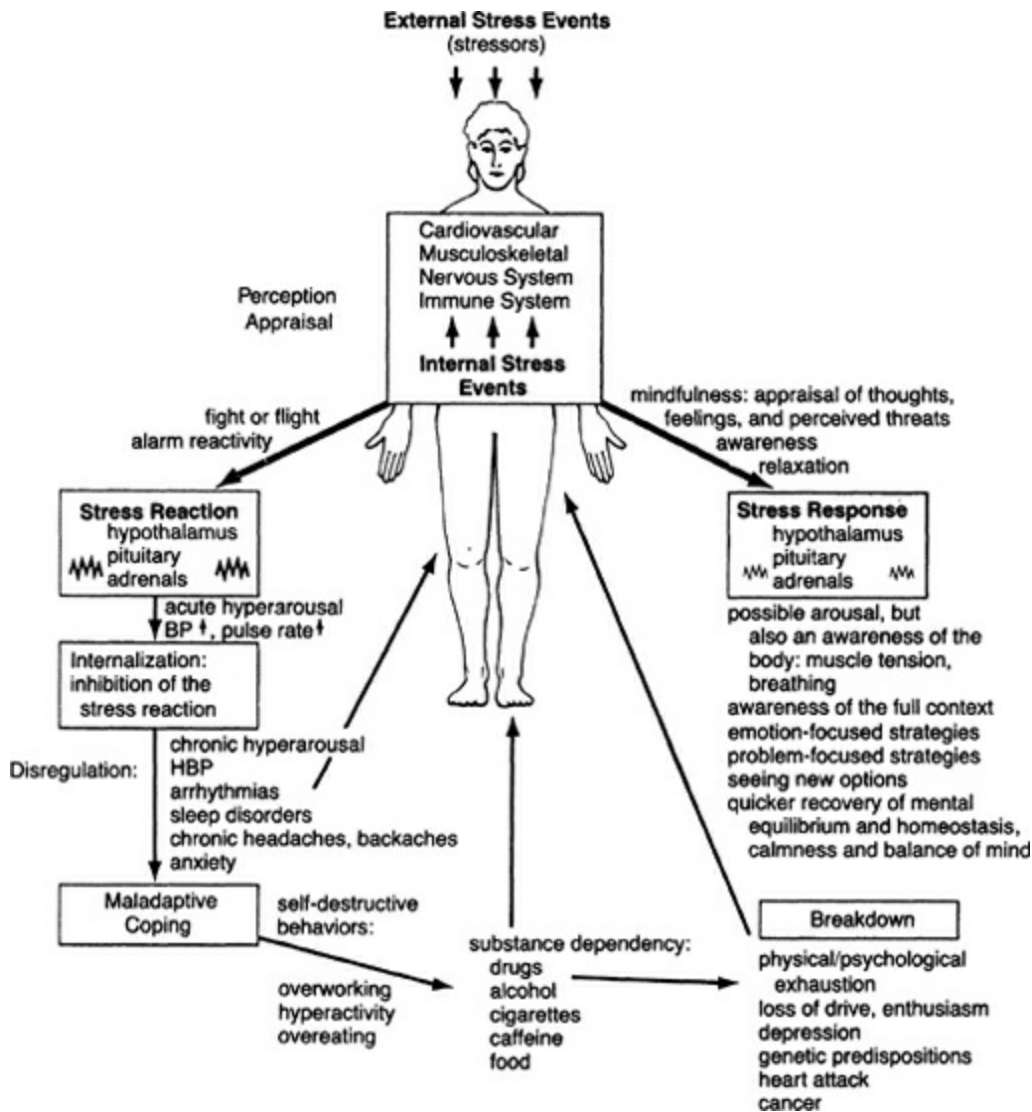 External Stress Events
(stressors)
Cardiovascular
Musculoskeletal
Nervous System
Immune System
Internal Stress
Events
Perception
Appraisal
fight or flight
alarm reactivity
mindfulness: appraisal of thoughts,
feelings, and perceived threats
awareness
relaxation
Stress Reaction
hypothalamus
pituitary
adrenals
Stress Response
hypothalamus
pituitary
adrenals
acute hyperarousal
BP ↑, pulse rate ↑
Internalization:
inhibition of the
stress reaction
possible arousal, but
also an awareness of the
body: muscle tension,
breathing
awareness of the full context
emotion-focused strategies
problem-focused strategies
seeing new options
quicker recovery of mental
equilibrium and homeostasis,
calmness and balance of mind
Disregulation:
chronic hyperarousal
HBP
arrhythmias
sleep disorders
chronic headaches, backaches
anxiety
Maladaptive
Coping
self-destructive
behaviors:
overworking
hyperactivity
overeating
substance dependency:
drugs
alcohol
cigarettes
caffeine
food
Breakdown
physical/psychological
exhaustion
loss of drive, enthusiasm
depression
genetic predispositions
heart attack
cancer